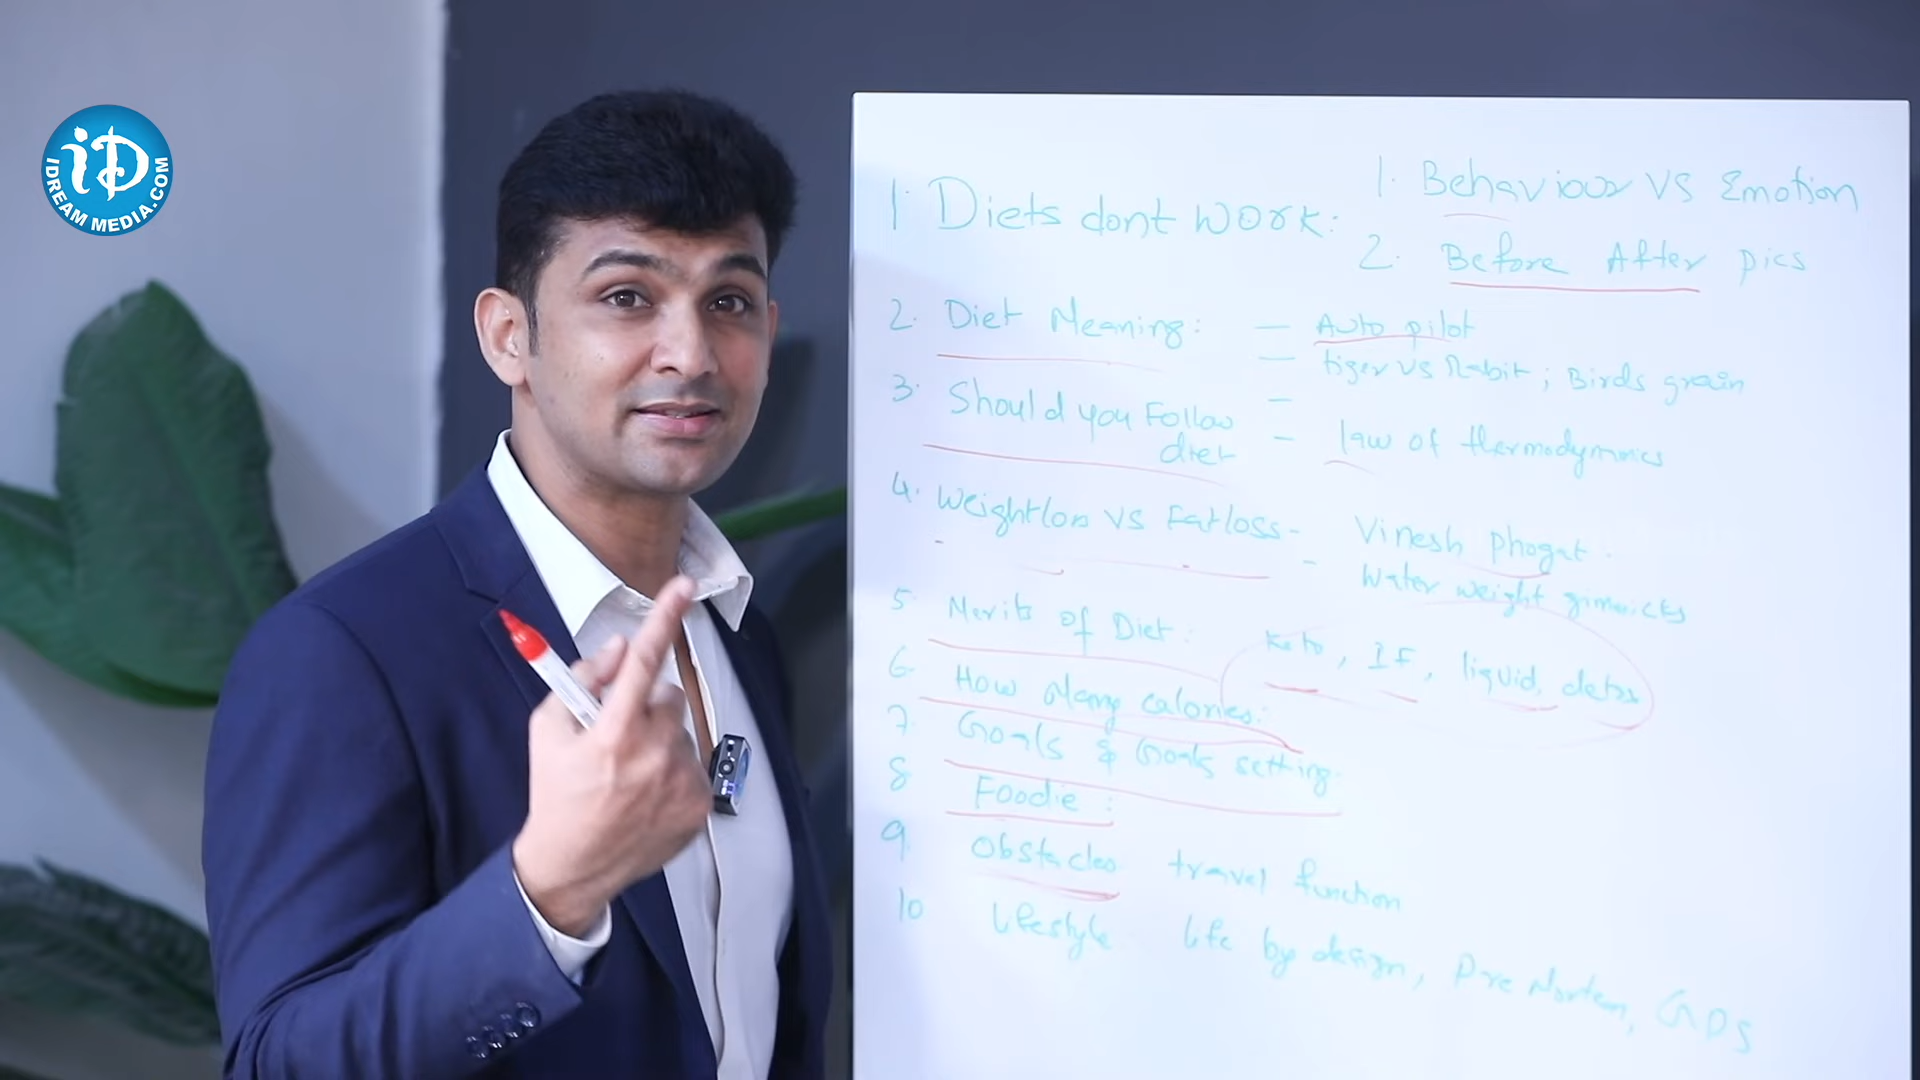 iD
IDREAM MEDIA.COM
1. Diets dont work:
1. Behaviour VS Emotion
2. Before After pics
2. Diet Meaning: — Auto pilot
— tiger vs Rabit; Birds grain
3. Should you Follow diet –
– law of thermodynamics
4. Weightloss VS Fatloss – Vinesh phogat.
– Water weight gimmicks
5 Merits of Diet: Keto, IF, liquid, diets
6. How Many calories:
7. Goals & Goals setting:
8 Foodie:
9. Obstacles travel function
10 lifestyle life by design, Pre Mortem, GPS